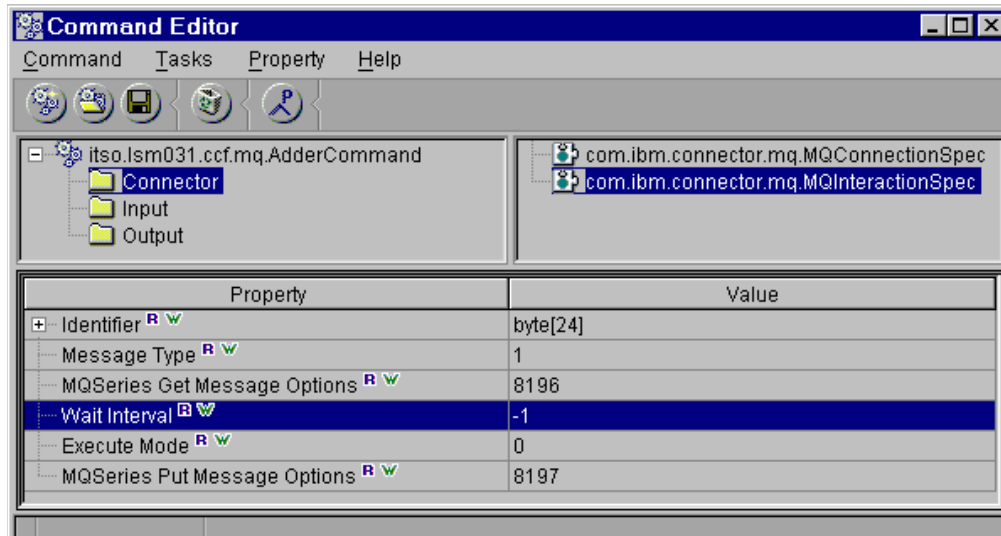 Command Editor
Command Tasks Property Help
P
itso.lsm031.ccf.mq.AdderCommand
Connector
Input
Output
com.ibm.connector.mq.MQConnectionSpec
com.ibm.connector.mq.MQInteractionSpec
Property Value
Identifier R W byte[24]
Message Type R W 1
MQSeries Get Message Options R W 8196
Wait Interval R W -1
Execute Mode R W 0
MQSeries Put Message Options R W 8197